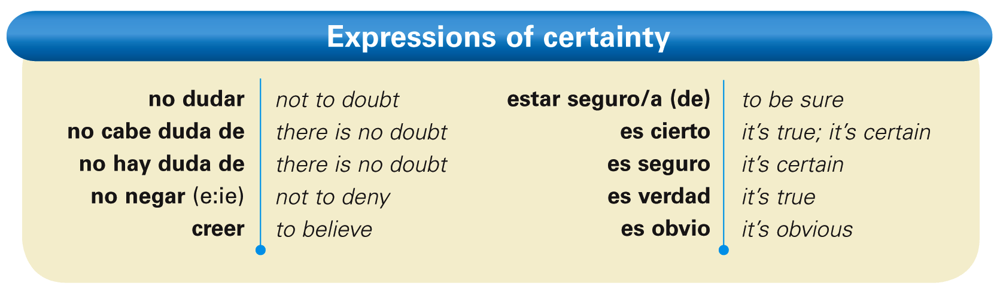 Expressions of certainty
no dudar not to doubt
no cabe duda de there is no doubt
no hay duda de there is no doubt
no negar (e:ie) not to deny
creer to believe
estar seguro/a (de) to be sure
es cierto it's true; it's certain
es seguro it's certain
es verdad it's true
es obvio it's obvious